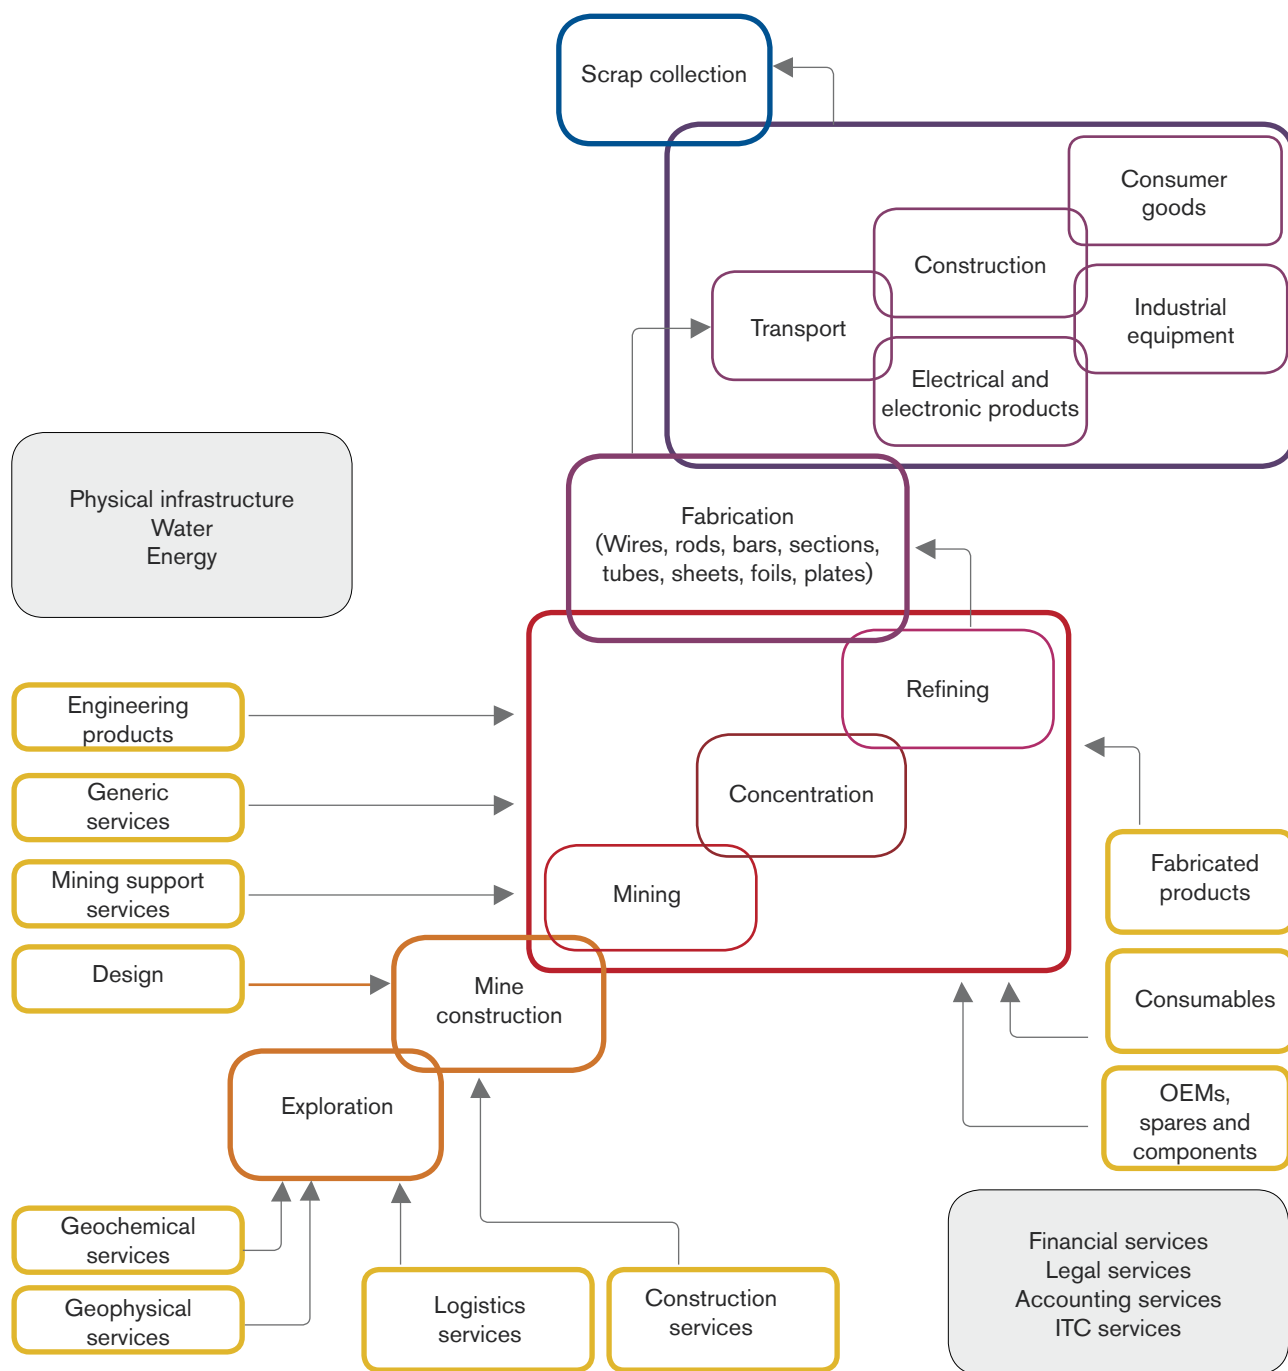 Scrap collection
Consumer
goods
Construction
Transport
Industrial
equipment
Electrical and
electronic products
Physical infrastructure
Water
Energy
Fabrication
(Wires, rods, bars, sections,
tubes, sheets, foils, plates)
Engineering
products
Refining
Generic
services
Concentration
Mining support
services
Mining
Fabricated
products
Design
Mine
construction
Consumables
Exploration
OEMs,
spares and
components
Geochemical
services
Geophysical
services
Logistics
services
Construction
services
Financial services
Legal services
Accounting services
ITC services